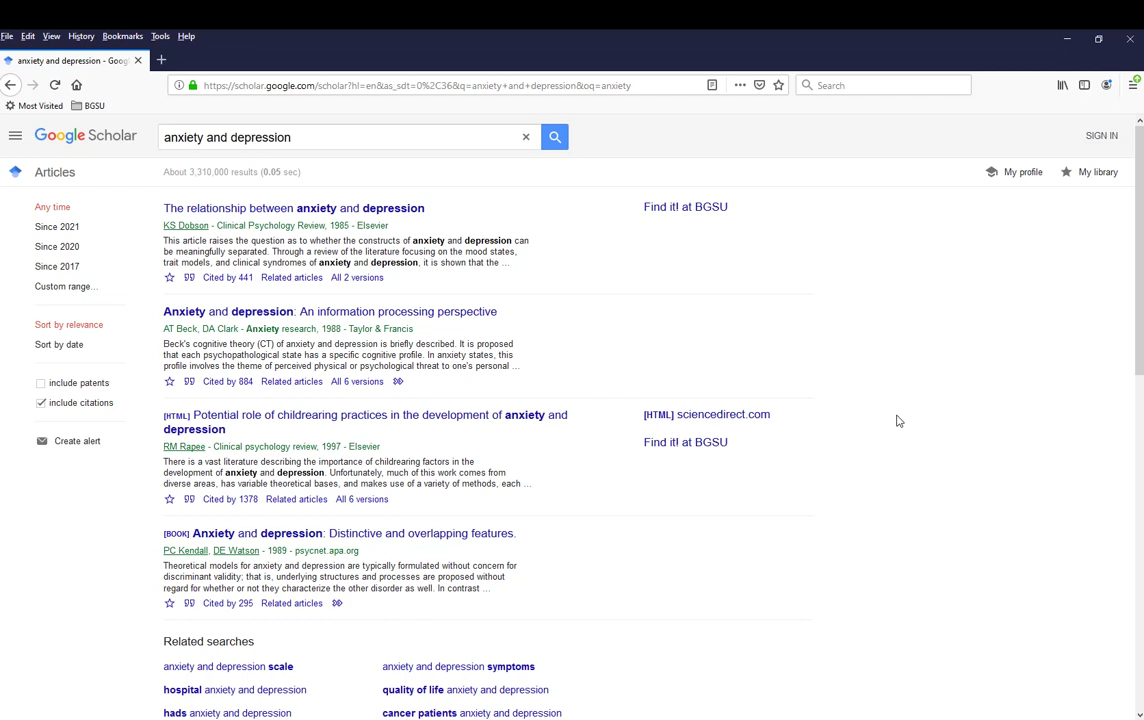 File Edit View History Bookmarks Tools Help
anxiety and depression - Goog
https://scholar.google.com/scholar?hl=en&as_sdt=0%2C36&q=anxiety+and+depression&oq=anxiety
Search
Most Visited BGSU
Google Scholar
anxiety and depression
SIGN IN
Articles
About 3,310,000 results (0.05 sec)
My profile
My library
Any time
Since 2021
Since 2020
Since 2017
Custom range...
Sort by relevance
Sort by date
include patents
include citations
Create alert
The relationship between anxiety and depression
Find it! at BGSU
KS Dobson - Clinical Psychology Review, 1985 - Elsevier
This article raises the question as to whether the constructs of anxiety and depression can
be meaningfully separated. Through a review of the literature focusing on the mood states,
trait models, and clinical syndromes of anxiety and depression, it is shown that the ...
Cited by 441 Related articles All 2 versions
Anxiety and depression: An information processing perspective
AT Beck, DA Clark - Anxiety research, 1988 - Taylor & Francis
Beck's cognitive theory (CT) of anxiety and depression is briefly described. It is proposed
that each psychopathological state has a specific cognitive profile. In anxiety states, this
profile involves the theme of perceived physical or psychological threat to one's personal ...
Cited by 884 Related articles All 6 versions
[HTML] Potential role of childrearing practices in the development of anxiety and
depression
[HTML] sciencedirect.com
Find it! at BGSU
RM Rapee - Clinical psychology review, 1997 - Elsevier
There is a vast literature describing the importance of childrearing factors in the
development of anxiety and depression. Unfortunately, much of this work comes from
diverse areas, has variable theoretical bases, and makes use of a variety of methods, each ...
Cited by 1378 Related articles All 6 versions
[BOOK] Anxiety and depression: Distinctive and overlapping features.
PC Kendall, DE Watson - 1989 - psycnet.apa.org
Theoretical models for anxiety and depression are typically formulated without concern for
discriminant validity; that is, underlying structures and processes are proposed without
regard for whether or not they characterize the other disorder as well. In contrast ...
Cited by 295 Related articles
Related searches
anxiety and depression scale
anxiety and depression symptoms
hospital anxiety and depression
quality of life anxiety and depression
hads anxiety and depression
cancer patients anxiety and depression